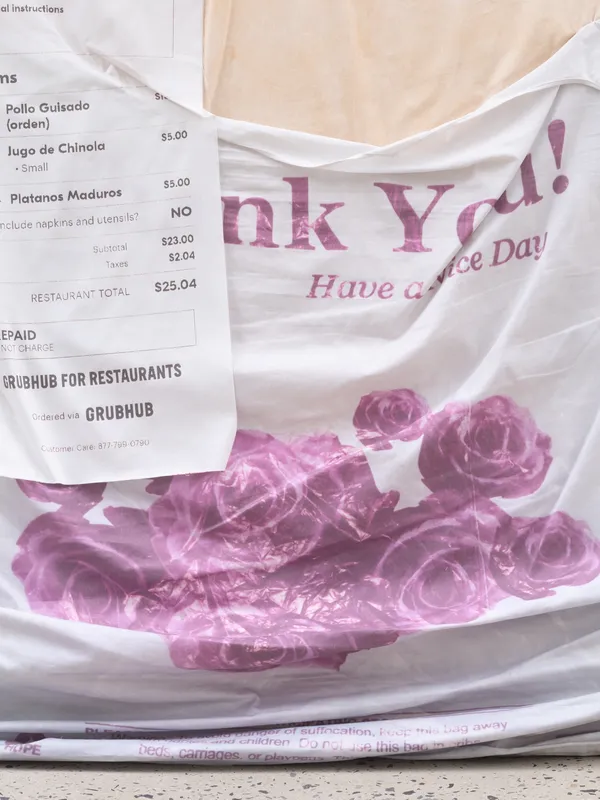 al instructions
ms
Pollo Guisado
(orden)
Jugo de Chinola $5.00
• Small
Platanos Maduros $5.00
nclude napkins and utensils? NO
Subtotal $23.00
Taxes $2.04
RESTAURANT TOTAL $25.04
EPAID
NOT CHARGE
GRUBHUB FOR RESTAURANTS
Ordered via GRUBHUB
Customer Care: 877-799-0790
nk You!
Have a Nice Day
danger of suffocation, keep this bag away
and children Do not use this bag in
beds, carriages, or
HDPE